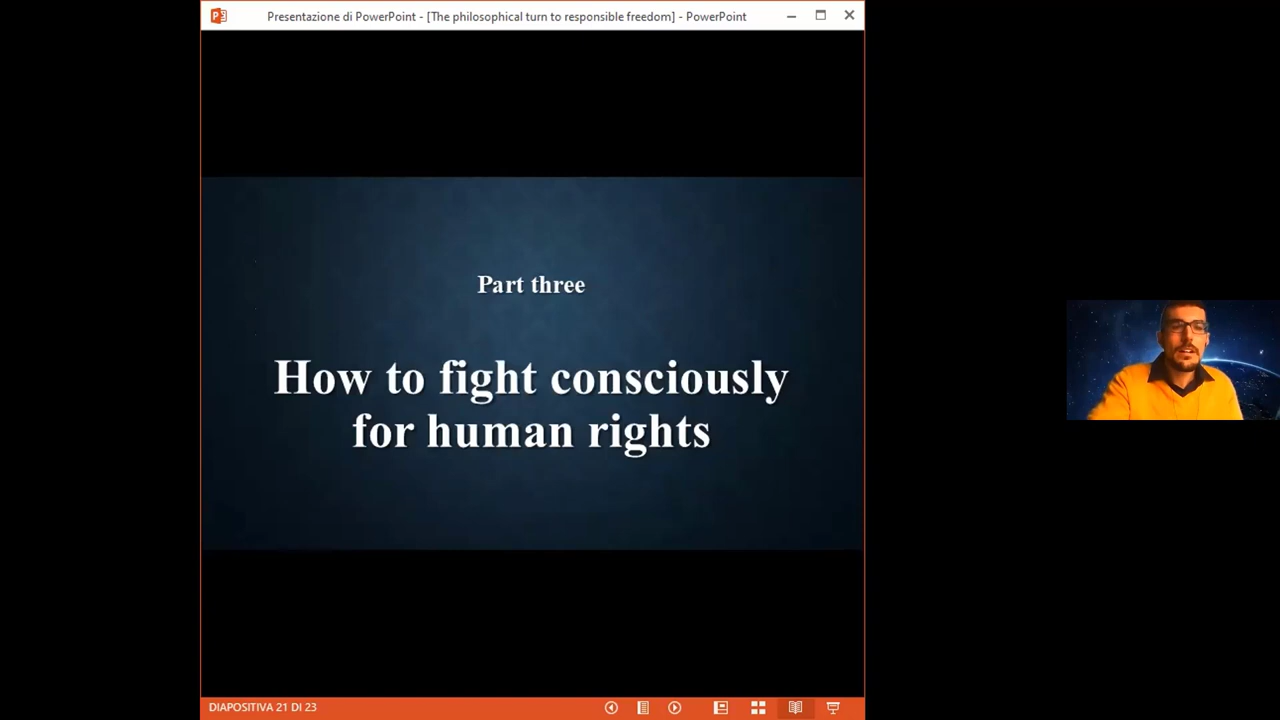 Presentazione di PowerPoint - [The philosophical turn to responsible freedom] - PowerPoint
Part three
How to fight consciously
for human rights
DIAPOSITIVA 21 DI 23